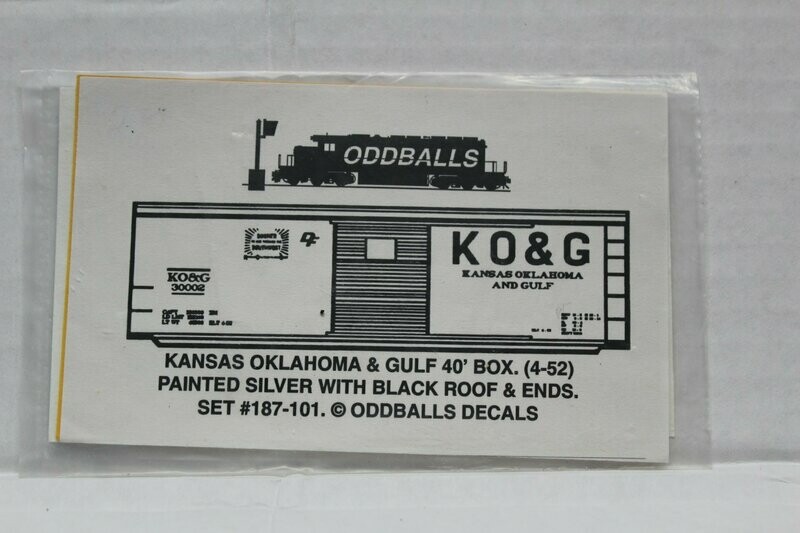 ODDBALLS
KO&G
KANSAS OKLAHOMA
AND GULF
KO&G
30002
KANSAS OKLAHOMA & GULF 40' BOX. (4-52)
PAINTED SILVER WITH BLACK ROOF & ENDS.
SET #187-101. © ODDBALLS DECALS